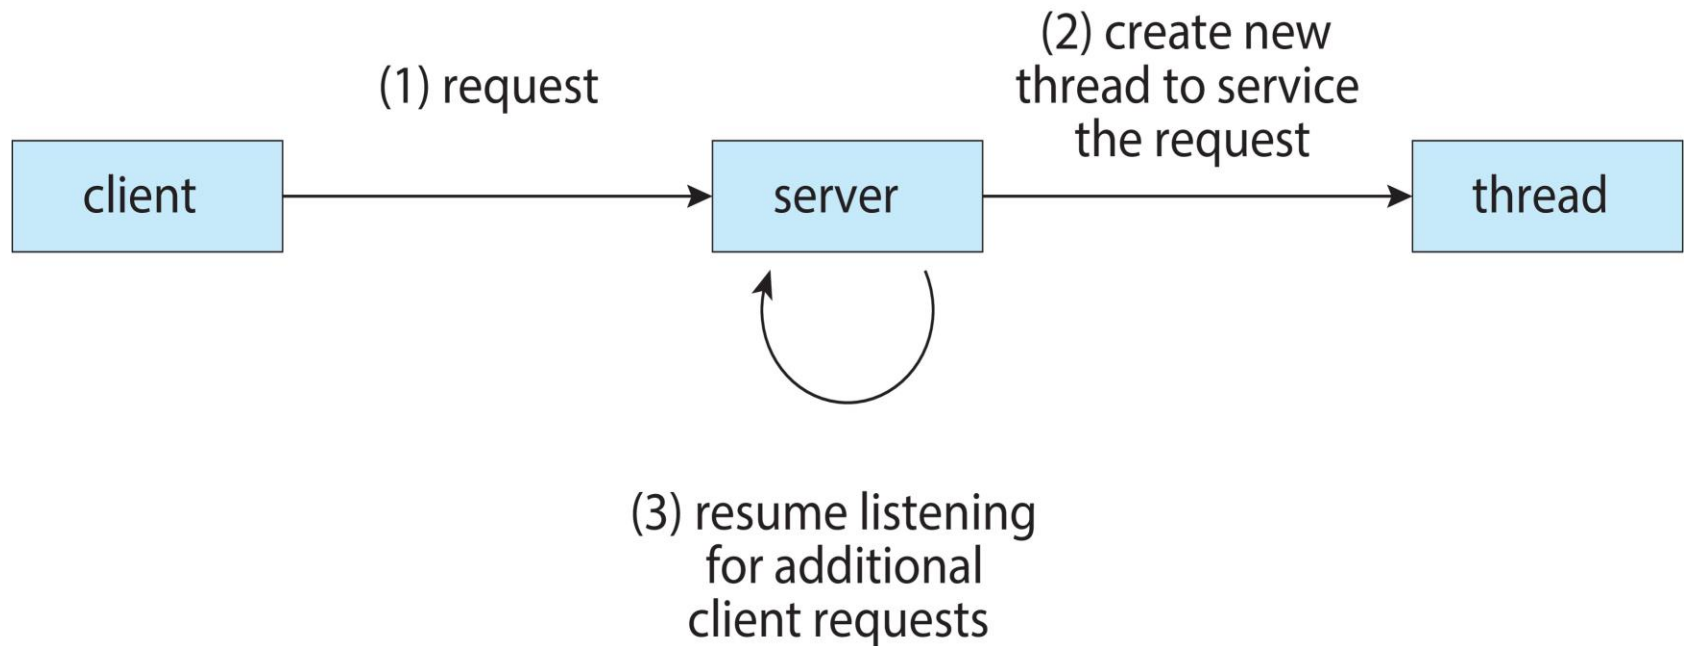 (1) request
(2) create new
thread to service
the request
client
server
thread
(3) resume listening
for additional
client requests